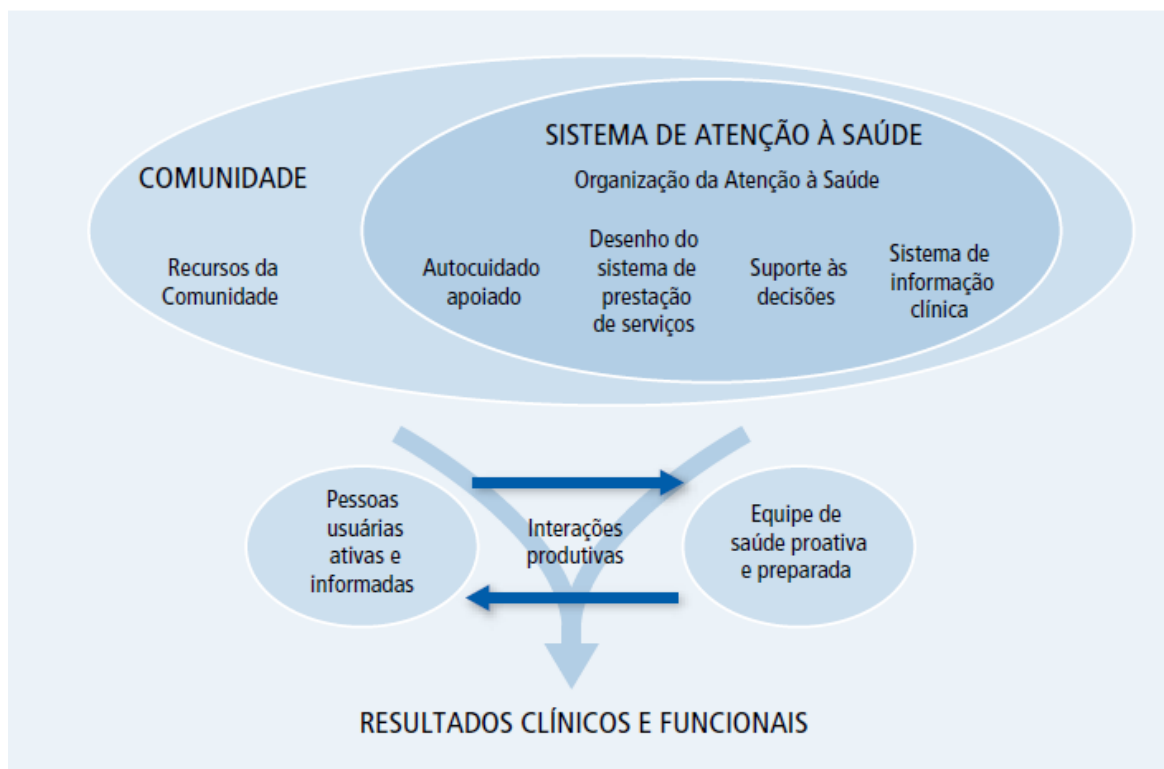 SISTEMA DE ATENÇÃO À SAÚDE
Organização da Atenção à Saúde
COMUNIDADE
Recursos da
Comunidade
Autocuidado
apoiado
Desenho do
sistema de
prestação
de serviços
Suporte às
decisões
Sistema de
informação
clínica
Pessoas
usuárias
ativas e
informadas
Interações
produtivas
Equipe de
saúde proativa
e preparada
RESULTADOS CLÍNICOS E FUNCIONAIS